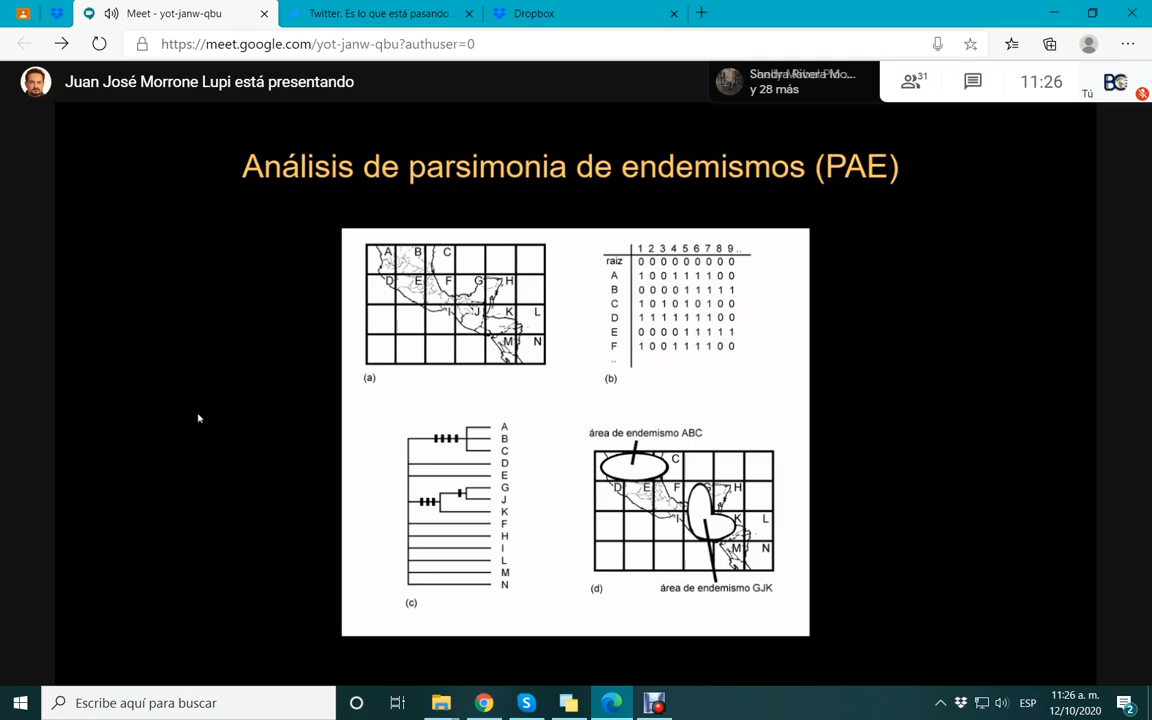 Meet - yot-janw-qbu
Twitter. Es lo que está pasando.
Dropbox
https://meet.google.com/yot-janw-qbu?authuser=0
Juan José Morrone Lupi está presentando
Sandra Rivera Mo...
y 28 más
31
11:26
Tú
BC
Análisis de parsimonia de endemismos (PAE)
A B C
D E F G H
I J K L
M N
(a)
1 2 3 4 5 6 7 8 9 ..
raiz 0 0 0 0 0 0 0 0 0
A 1 0 0 1 1 1 1 0 0
B 0 0 0 0 1 1 1 1 1
C 1 0 1 0 1 0 1 0 0
D 1 1 1 1 1 1 1 0 0
E 0 0 0 0 1 1 1 1 1
F 1 0 0 1 1 1 1 0 0
..
(b)
A
B
C
D
E
G
J
K
F
H
I
L
M
N
(c)
área de endemismo ABC
C
D E F G H
I K L
M N
(d)
área de endemismo GJK
Escribe aquí para buscar
ESP
11:26 a. m.
12/10/2020
2